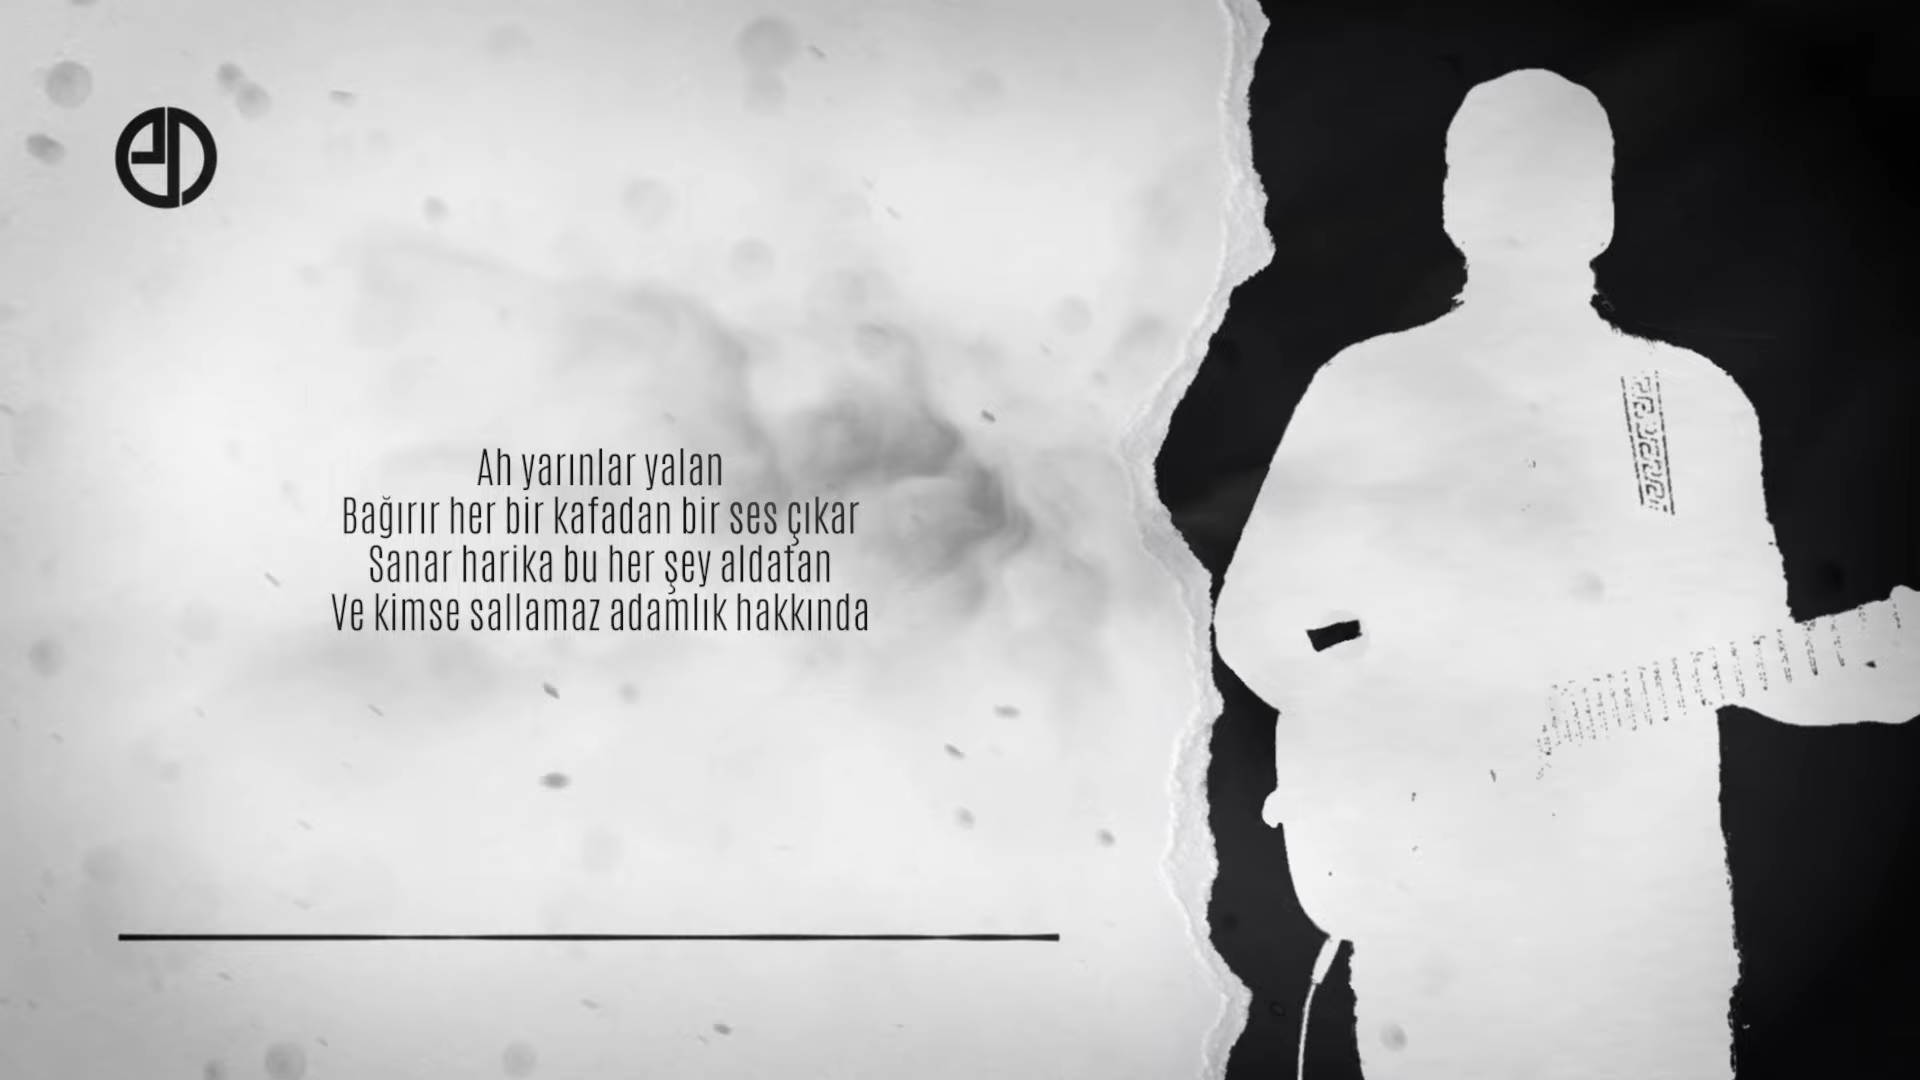 Ah yarınlar yalan
Bağırır her bir kafadan bir ses çıkar
Sanar harika bu her şey aldatan
Ve kimse sallamaz adamlık hakkında